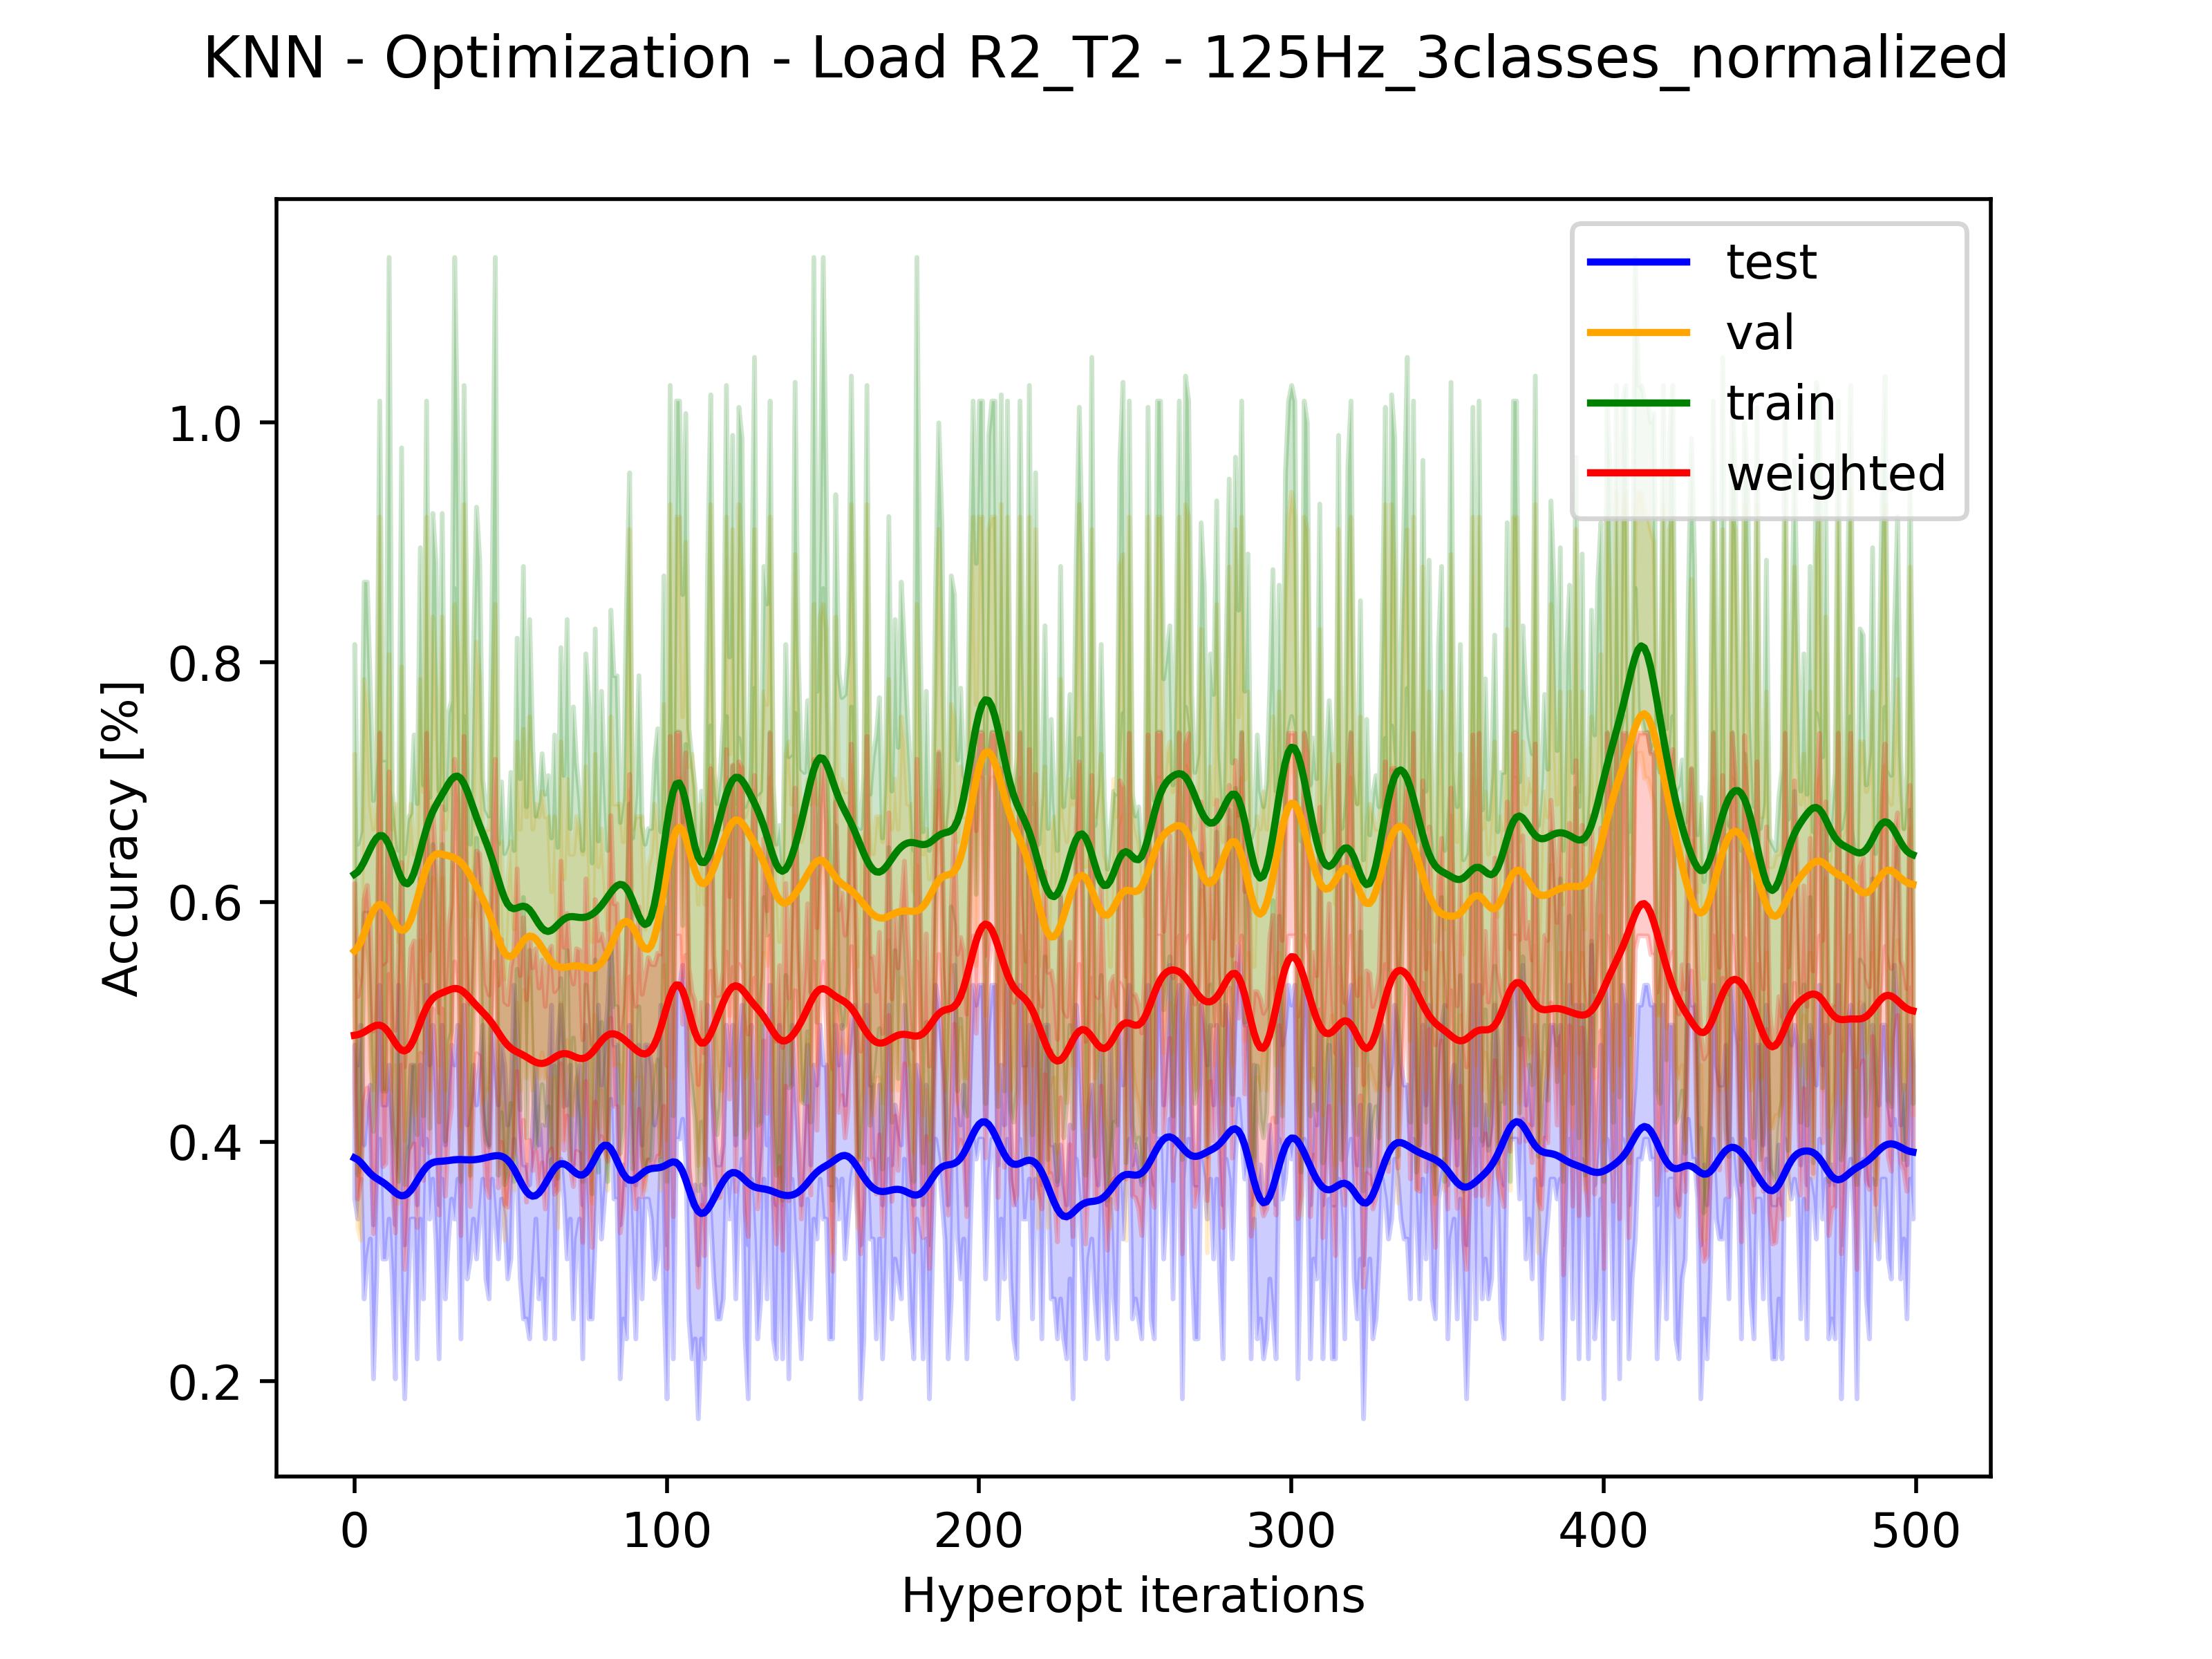 KNN - Optimization - Load R2_T2 - 125Hz_3classes_normalized
test
val
train
weighted
Accuracy [%]
1.0
0.8
0.6
0.4
0.2
0 100 200 300 400 500
Hyperopt iterations